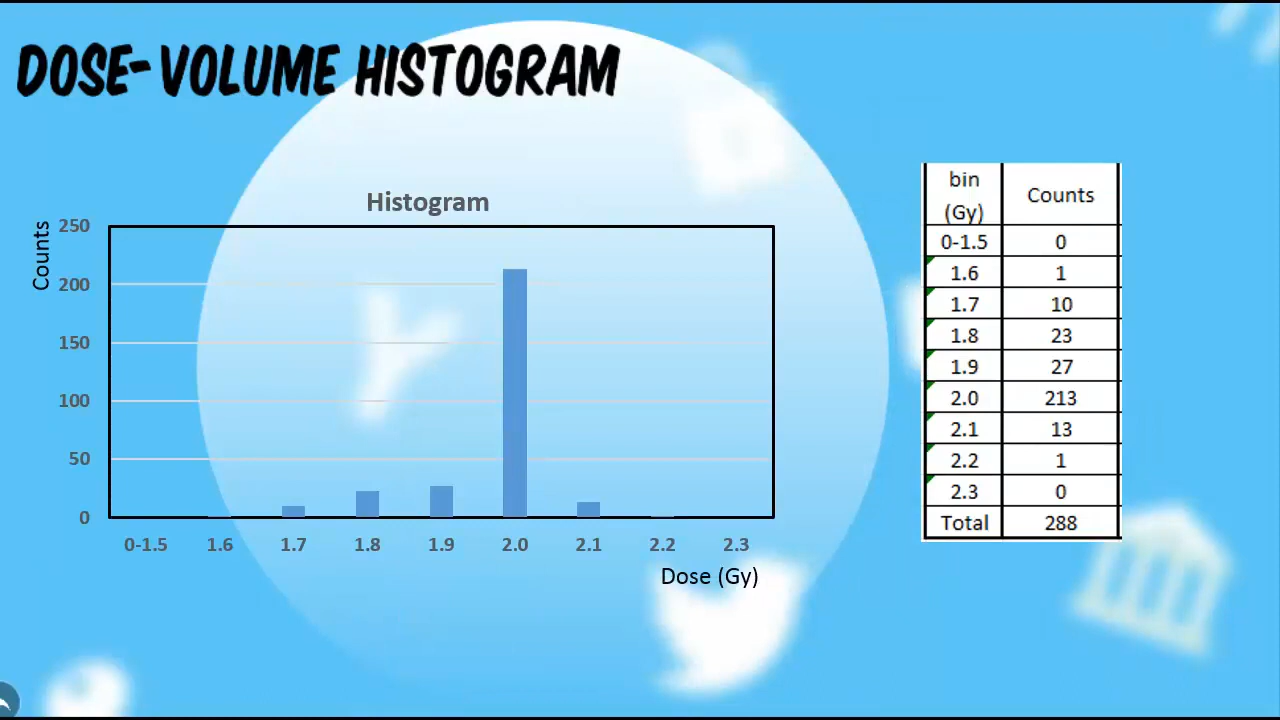 DOSE-VOLUME HISTOGRAM
Histogram
Counts
250
200
150
100
50
0
0-1.5 1.6 1.7 1.8 1.9 2.0 2.1 2.2 2.3
Dose (Gy)
bin
(Gy) Counts
0-1.5 0
1.6 1
1.7 10
1.8 23
1.9 27
2.0 213
2.1 13
2.2 1
2.3 0
Total 288